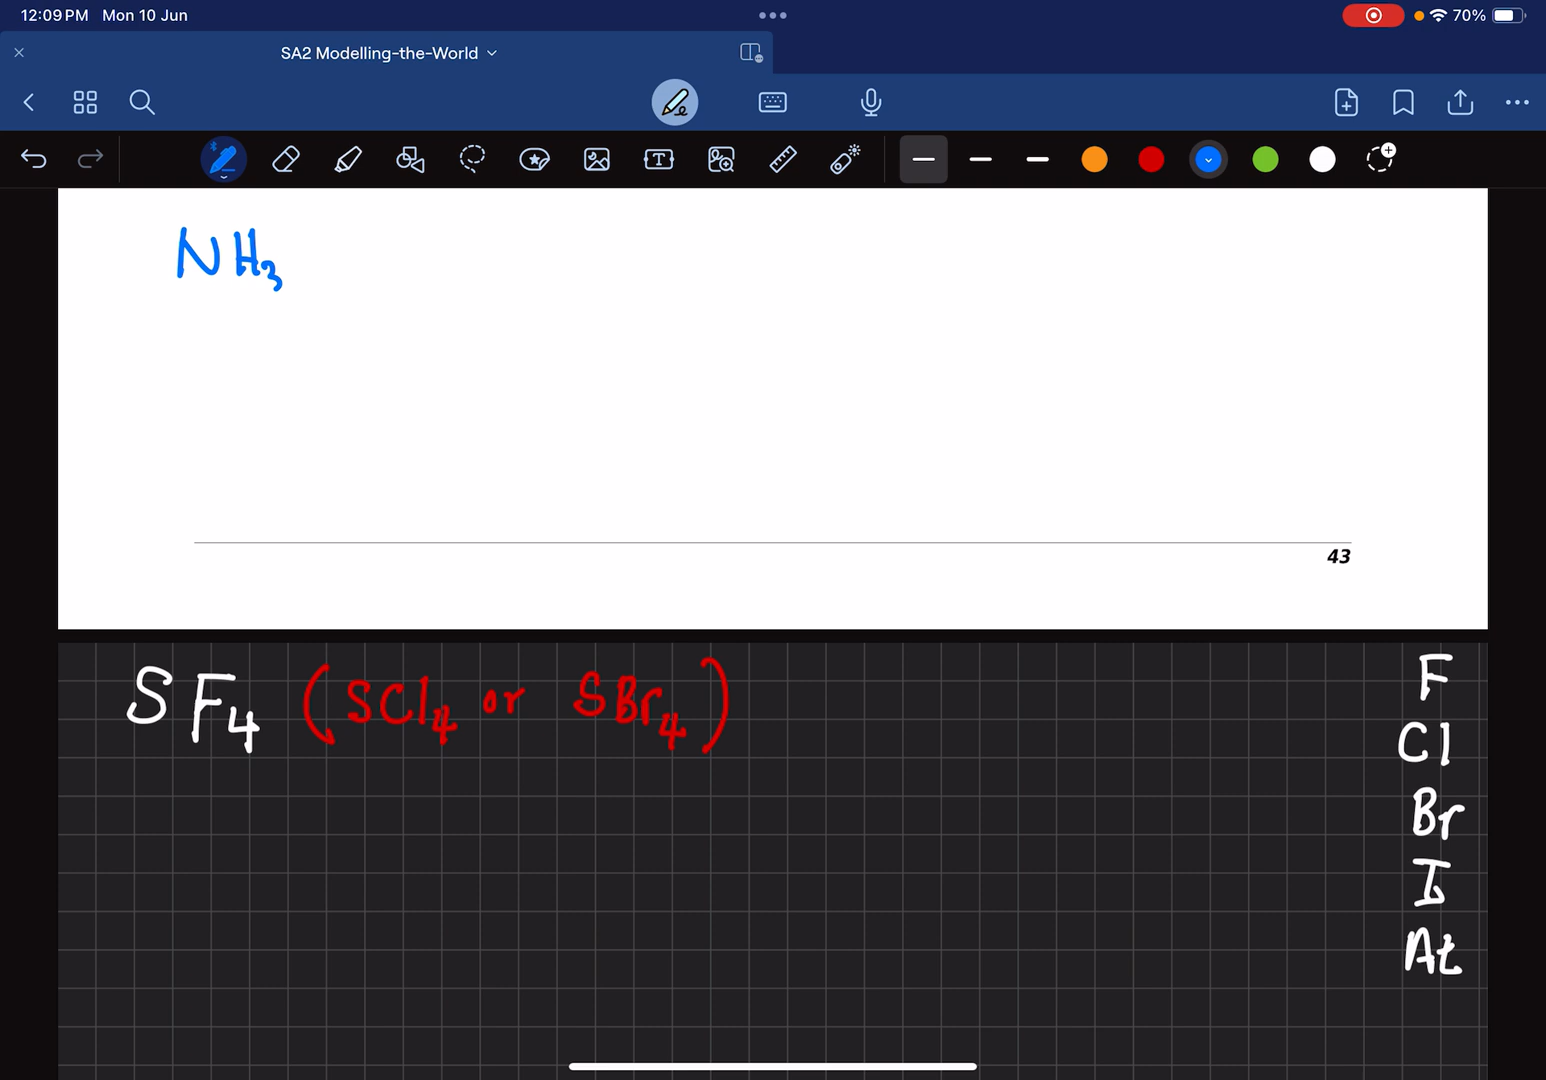 12:09 PM Mon 10 Jun
70%
SA2 Modelling-the-World
T
NH₃
43
SF₄ (SCl₄ or SBr₄)
F
Cl
Br
I
At